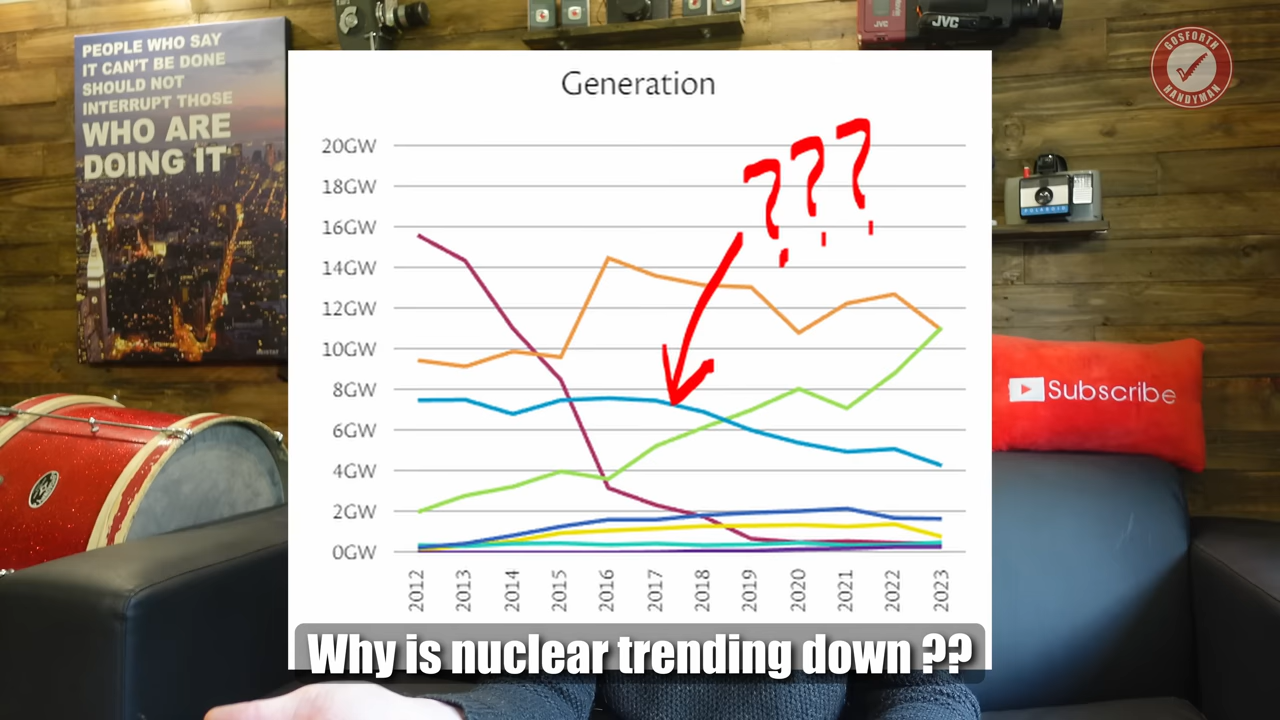 PEOPLE WHO SAY
IT CAN'T BE DONE
SHOULD NOT
INTERRUPT THOSE
WHO ARE
DOING IT
JVC
JVC
GOSFORTH
HANDYMAN
POLAROID
Subscribe
Generation
20GW
18GW
16GW
14GW
12GW
10GW
8GW
6GW
4GW
2GW
0GW
???
2012
2013
2014
2015
2016
2017
2018
2019
2020
2021
2022
2023
Why is nuclear trending down ??